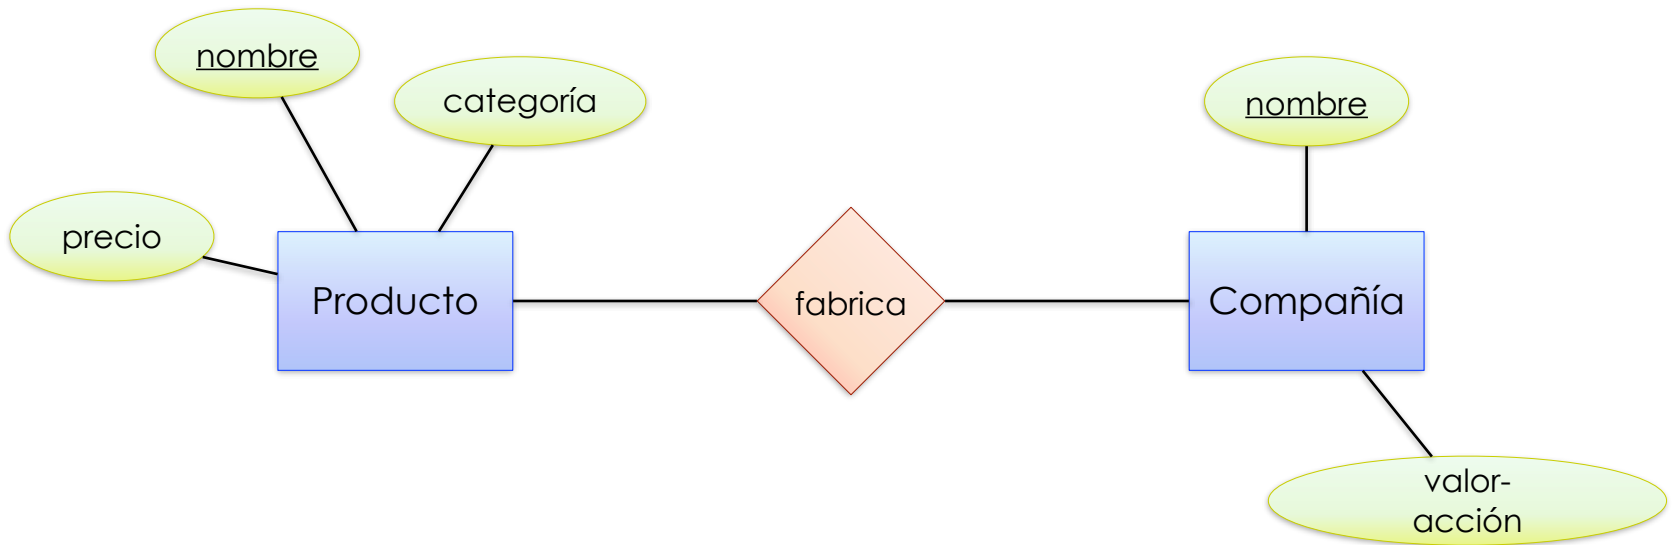 nombre
categoría
nombre
precio
Producto
fabrica
Compañía
valor-
acción